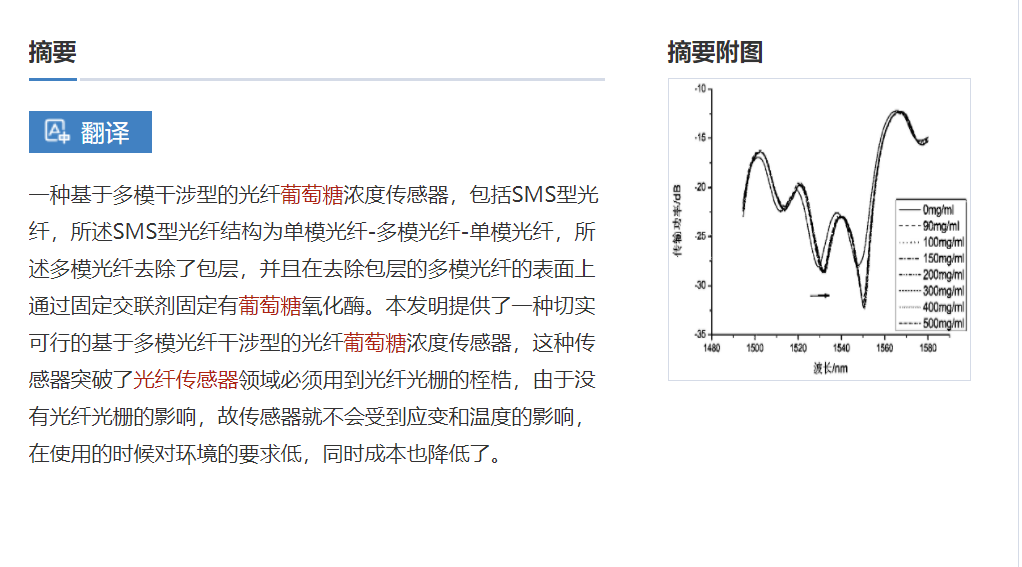 摘要
翻译
一种基于多模干涉型的光纤葡萄糖浓度传感器，包括SMS型光
纤，所述SMS型光纤结构为单模光纤-多模光纤-单模光纤，所
述多模光纤去除了包层，并且在去除包层的多模光纤的表面上
通过固定交联剂固定有葡萄糖氧化酶。本发明提供了一种切实
可行的基于多模光纤干涉型的光纤葡萄糖浓度传感器，这种传
感器突破了光纤传感器领域必须用到光纤光栅的桎梏，由于没
有光纤光栅的影响，故传感器就不会受到应变和温度的影响，
在使用的时候对环境的要求低，同时成本也降低了。
摘要附图
传输功率/dB
-10
-15
-20
-25
-30
-35
0mg/ml
90mg/ml
100mg/ml
150mg/ml
200mg/ml
300mg/ml
400mg/ml
500mg/ml
1480 1500 1520 1540 1560 1580
波长/nm